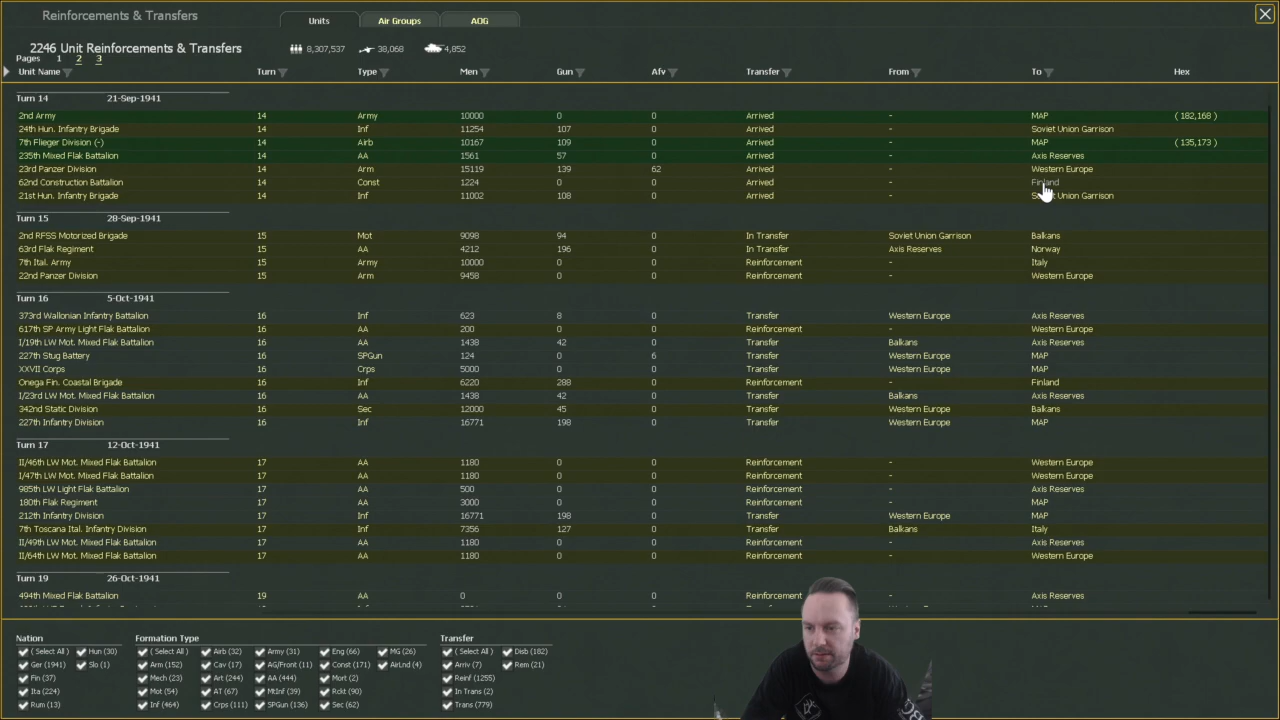 Reinforcements & Transfers
Units
Air Groups
AOG
2246 Unit Reinforcements & Transfers 8,307,537 38,068 4,852
Pages 1 2 3
Unit Name Turn Type Men Gun Afv Transfer From To Hex
Turn 14 21-Sep-1941
2nd Army 14 Army 10000 0 0 Arrived - MAP ( 182,168 )
24th Hun. Infantry Brigade 14 Inf 11254 107 0 Arrived - Soviet Union Garrison
7th Flieger Division (-) 14 Airb 10167 109 0 Arrived - MAP ( 135,173 )
235th Mixed Flak Battalion 14 AA 1561 57 0 Arrived - Axis Reserves
23rd Panzer Division 14 Arm 15119 139 62 Arrived - Western Europe
62nd Construction Battalion 14 Const 1224 0 0 Arrived - Finland
21st Hun. Infantry Brigade 14 Inf 11002 108 0 Arrived - Union Garrison
Turn 15 28-Sep-1941
2nd RFSS Motorized Brigade 15 Mot 9098 94 0 In Transfer Soviet Union Garrison Balkans
63rd Flak Regiment 15 AA 4212 196 0 In Transfer Axis Reserves Norway
7th Ital. Army 15 Army 10000 0 0 Reinforcement - Italy
22nd Panzer Division 15 Arm 9458 0 0 Reinforcement - Western Europe
Turn 16 5-Oct-1941
373rd Wallonian Infantry Battalion 16 Inf 623 8 0 Transfer Western Europe Axis Reserves
617th SP Army Light Flak Battalion 16 AA 200 0 0 Reinforcement - Western Europe
I/19th LW Mot. Mixed Flak Battalion 16 AA 1438 42 0 Transfer Balkans Axis Reserves
227th Stug Battery 16 SPGun 124 0 6 Transfer Western Europe MAP
XXVII Corps 16 Crps 5000 0 0 Transfer Western Europe MAP
Onega Fin. Coastal Brigade 16 Inf 6220 288 0 Reinforcement - Finland
I/23rd LW Mot. Mixed Flak Battalion 16 AA 1438 42 0 Transfer Balkans Axis Reserves
342nd Static Division 16 Sec 12000 45 0 Transfer Western Europe Balkans
227th Infantry Division 16 Inf 16771 198 0 Transfer Western Europe MAP
Turn 17 12-Oct-1941
II/46th LW Mot. Mixed Flak Battalion 17 AA 1180 0 0 Reinforcement - Western Europe
I/47th LW Mot. Mixed Flak Battalion 17 AA 1180 0 0 Reinforcement - Western Europe
985th LW Light Flak Battalion 17 AA 500 0 0 Reinforcement - Axis Reserves
180th Flak Regiment 17 AA 3000 0 0 Reinforcement - MAP
212th Infantry Division 17 Inf 16771 198 0 Transfer Western Europe MAP
7th Toscana Ital. Infantry Division 17 Inf 7356 127 0 Transfer Balkans Italy
II/49th LW Mot. Mixed Flak Battalion 17 AA 1180 0 0 Reinforcement - Axis Reserves
II/64th LW Mot. Mixed Flak Battalion 17 AA 1180 0 0 Reinforcement - Western Europe
Turn 19 26-Oct-1941
494th Mixed Flak Battalion 19 AA 0 0 0 Reinforcement - Axis Reserves
Nation Formation Type Transfer
( Select All ) Hun (30) ( Select All ) Airb (32) Army (31) Eng (66) MG (26) ( Select All ) Disb (182)
Ger (1941) Slo (1) Arm (152) Cav (17) AG/Front (11) Const (171) AirLnd (4) Arriv (7) Rem (21)
Fin (37) Mech (23) Art (244) AA (444) Mort (2) Reinf (1255)
Ita (224) Mot (54) AT (67) MtInf (39) Rckt (90) In Trans (2)
Rum (13) Inf (464) Crps (111) SPGun (136) Sec (62) Trans (779)